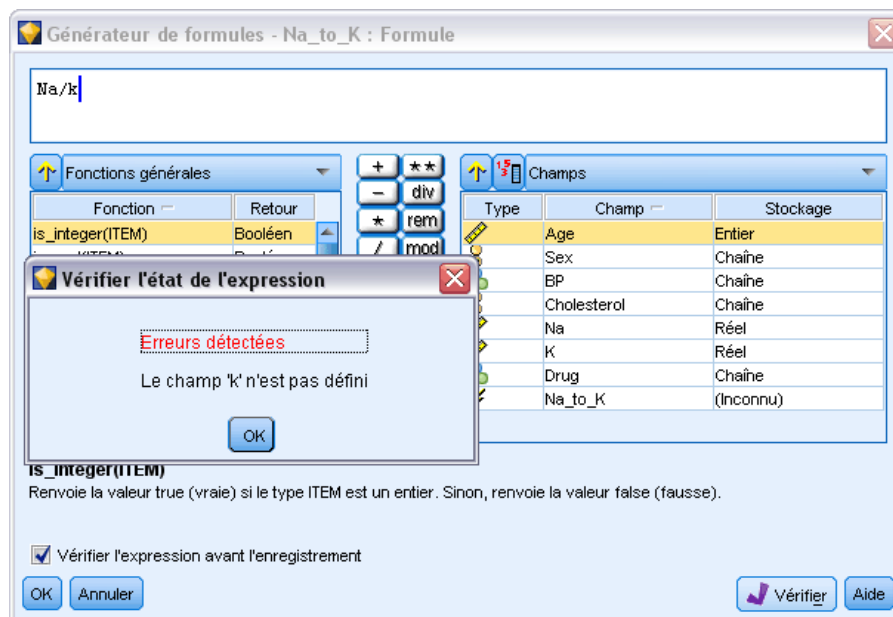 Générateur de formules - Na_to_K : Formule
Na/k
Fonctions générales
+ **
- div
* rem
/ mod
Champs
Fonction Retour
is_integer(ITEM) Booléen
Type Champ Stockage
Age Entier
Sex Chaîne
BP Chaîne
Cholesterol Chaîne
Na Réel
K Réel
Drug Chaîne
Na_to_K (Inconnu)
Vérifier l'état de l'expression
Erreurs détectées
Le champ 'k' n'est pas défini
OK
is_integer(ITEM)
Renvoie la valeur true (vraie) si le type ITEM est un entier. Sinon, renvoie la valeur false (fausse).
Vérifier l'expression avant l'enregistrement
OK Annuler Vérifier Aide